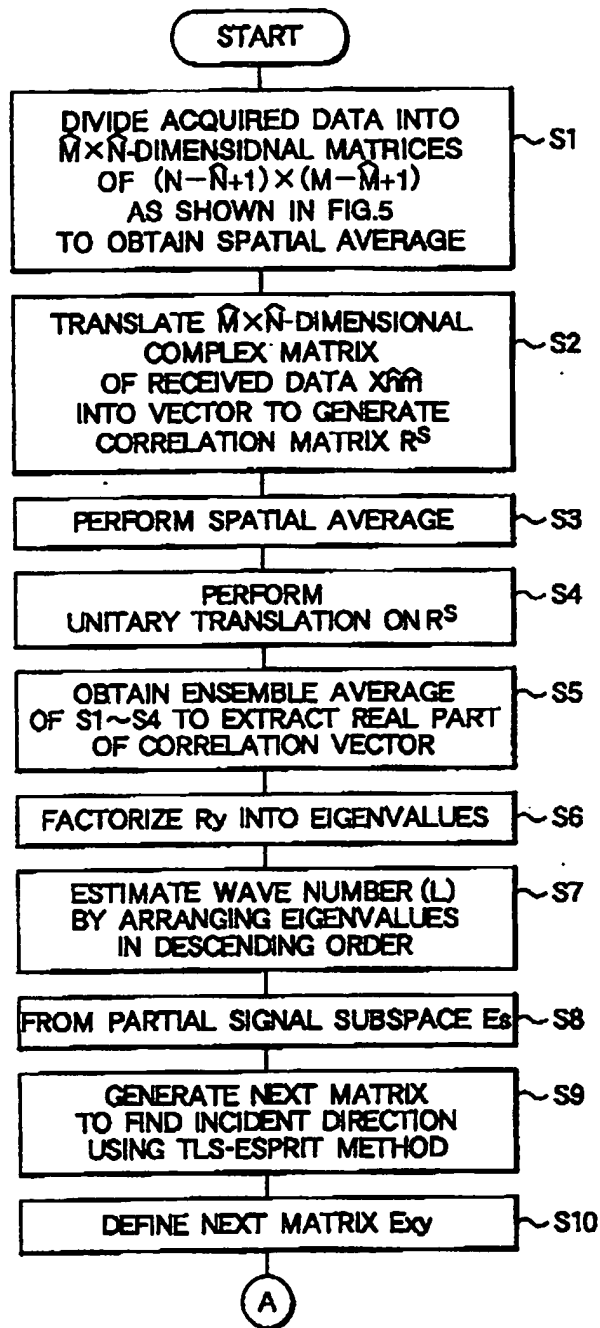 START
DIVIDE ACQUIRED DATA INTO
M̂×N̂-DIMENSIDNAL MATRICES
OF (N−N̂+1)×(M−M̂+1)
AS SHOWN IN FIG.5
TO OBTAIN SPATIAL AVERAGE
S1
TRANSLATE M̂×N̂-DIMENSIONAL
COMPLEX MATRIX
OF RECEIVED DATA Xn̂m̂
INTO VECTOR TO GENERATE
CORRELATION MATRIX R^S
S2
PERFORM SPATIAL AVERAGE
S3
PERFORM
UNITARY TRANSLATION ON R^S
S4
OBTAIN ENSEMBLE AVERAGE
OF S1~S4 TO EXTRACT REAL PART
OF CORRELATION VECTOR
S5
FACTORIZE Ry INTO EIGENVALUES
S6
ESTIMATE WAVE NUMBER (L)
BY ARRANGING EIGENVALUES
IN DESCENDING ORDER
S7
FROM PARTIAL SIGNAL SUBSPACE Es
S8
GENERATE NEXT MATRIX
TO FIND INCIDENT DIRECTION
USING TLS-ESPRIT METHOD
S9
DEFINE NEXT MATRIX Exy
S10
A